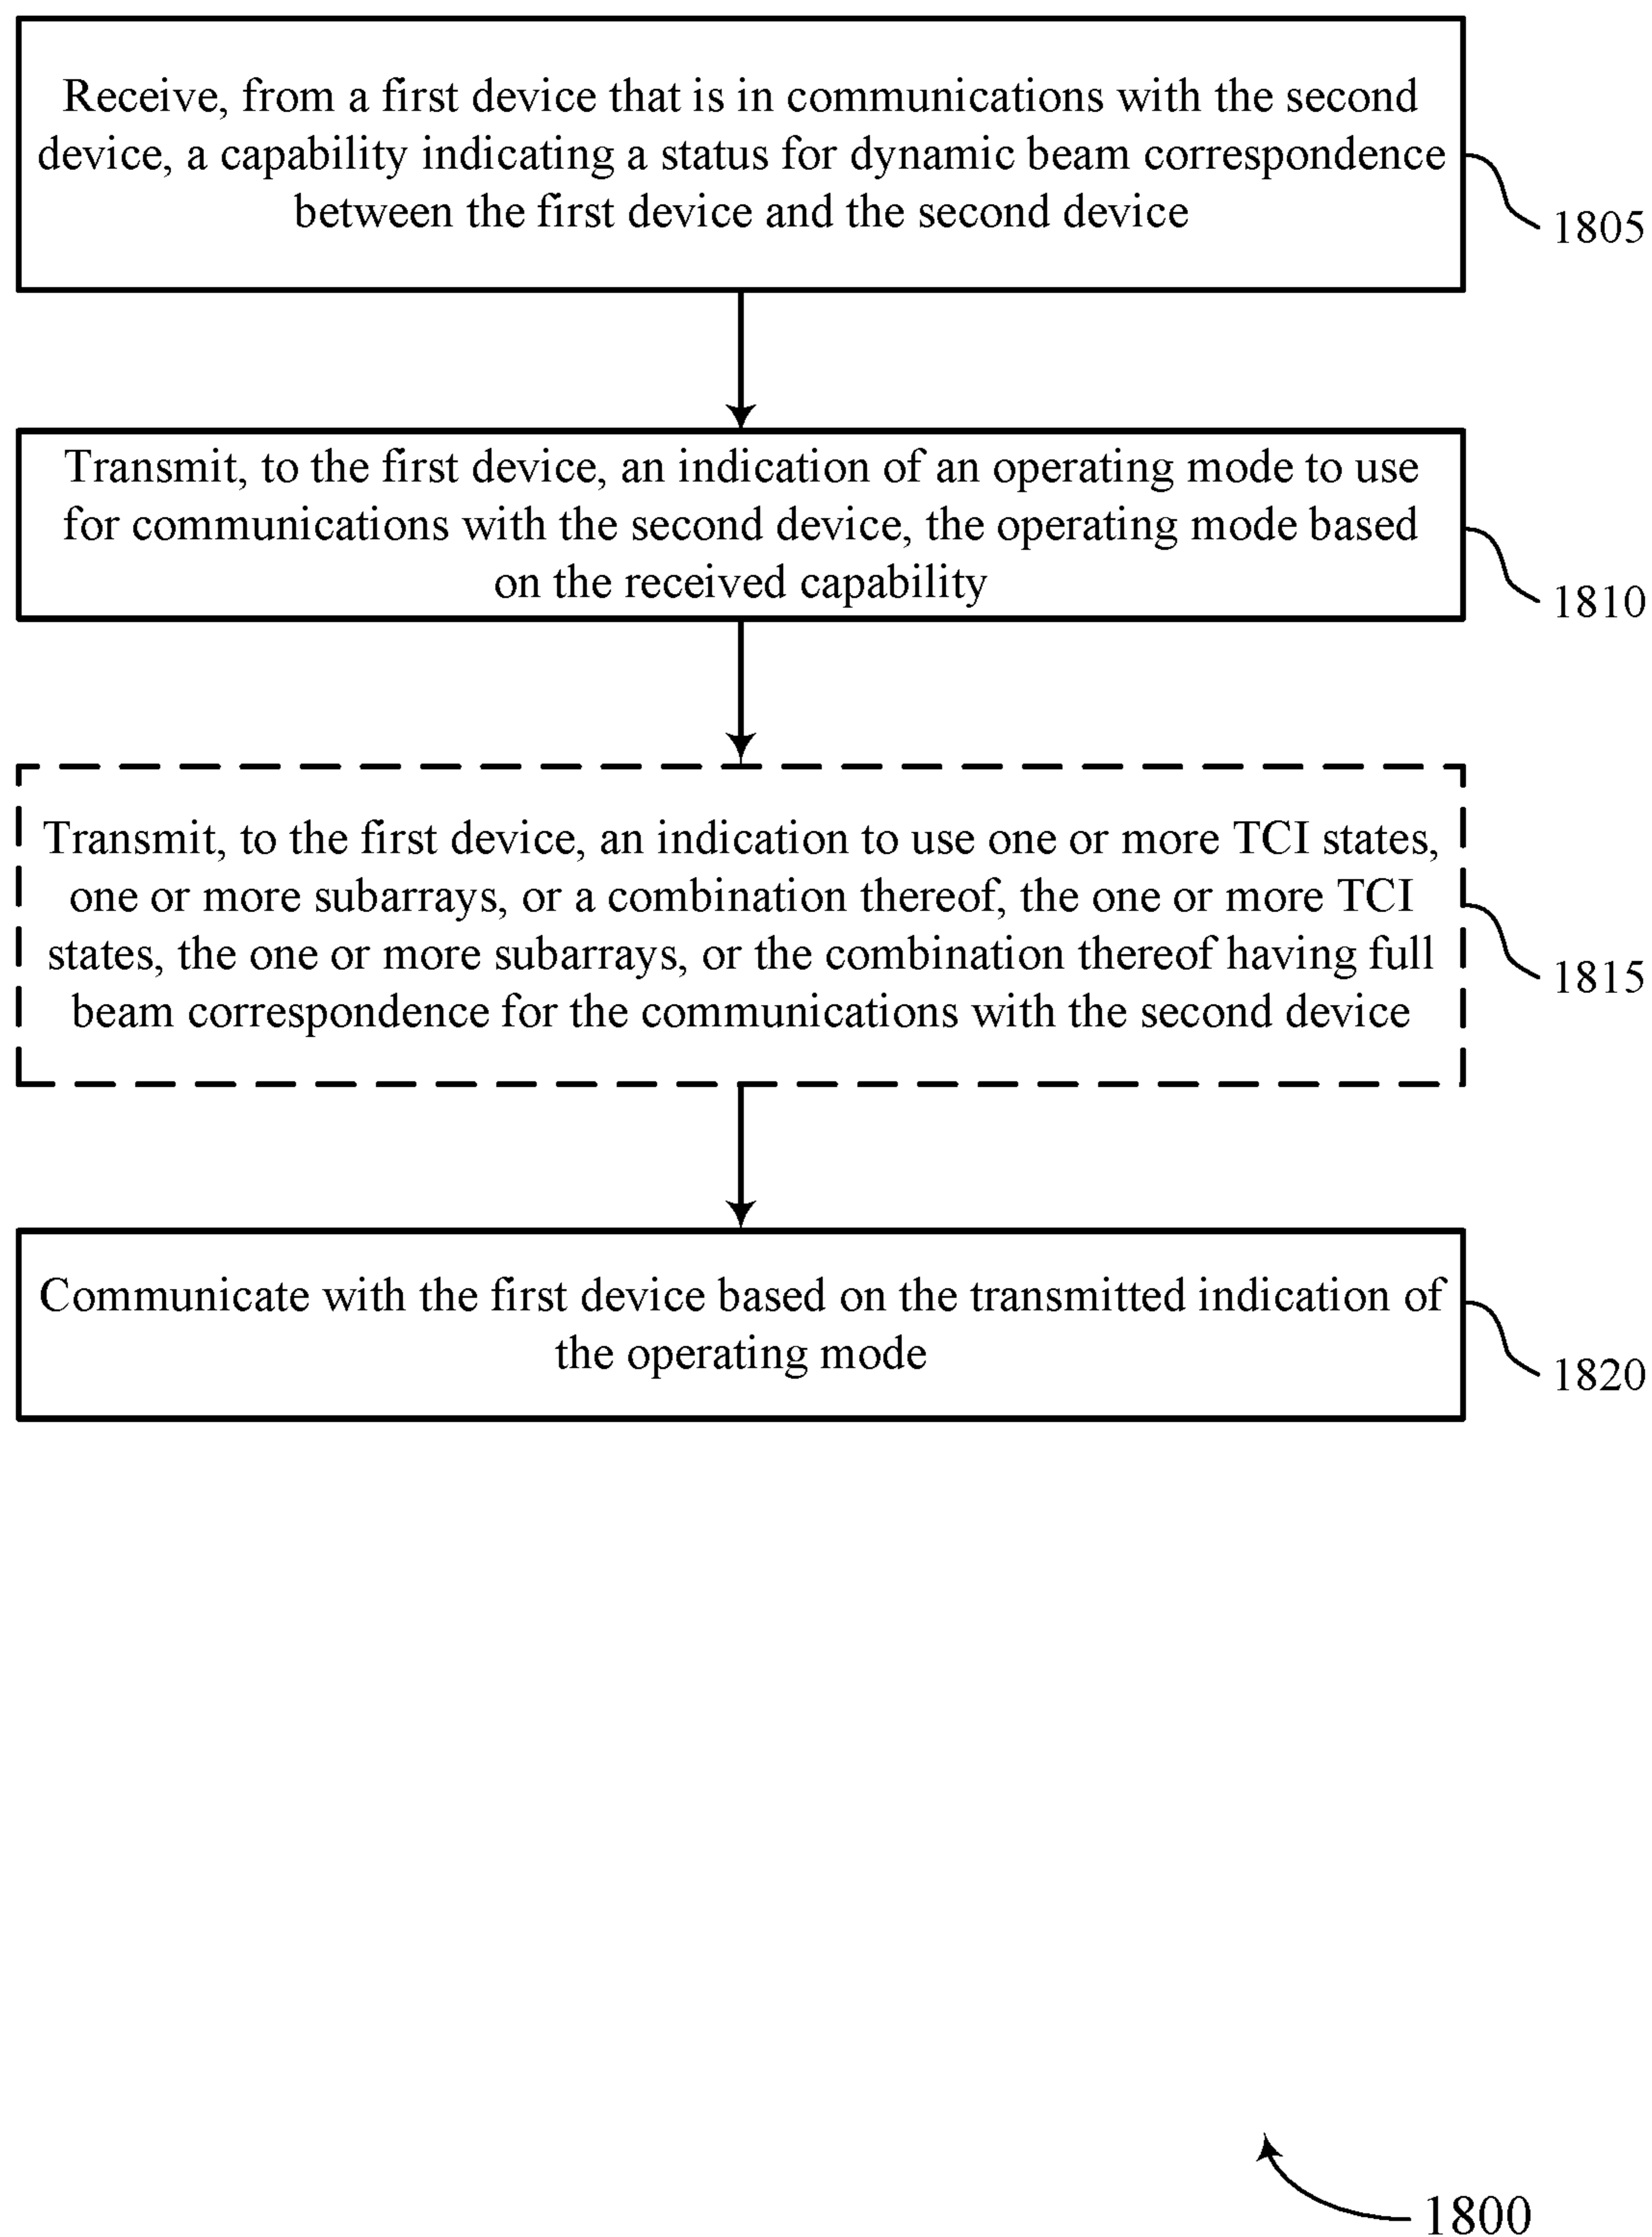 Receive, from a first device that is in communications with the second
device, a capability indicating a status for dynamic beam correspondence
between the first device and the second device
1805
Transmit, to the first device, an indication of an operating mode to use
for communications with the second device, the operating mode based
on the received capability
1810
Transmit, to the first device, an indication to use one or more TCI states,
one or more subarrays, or a combination thereof, the one or more TCI
states, the one or more subarrays, or the combination thereof having full
beam correspondence for the communications with the second device
1815
Communicate with the first device based on the transmitted indication of
the operating mode
1820
1800